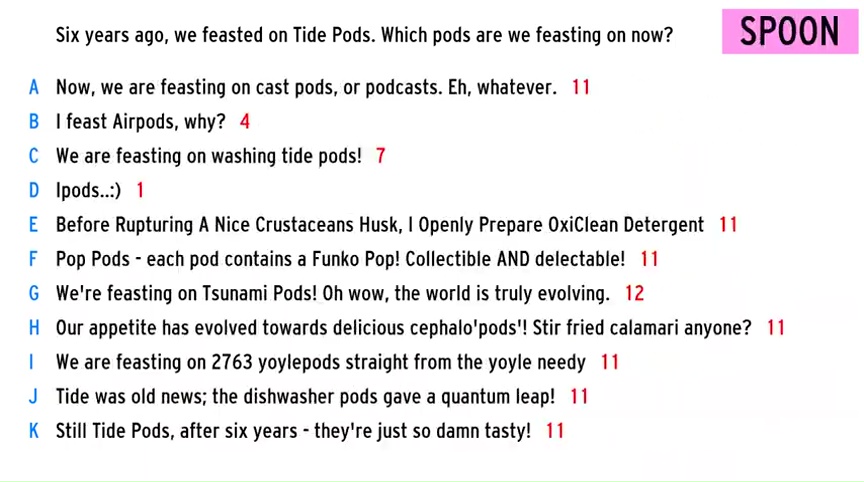 Six years ago, we feasted on Tide Pods. Which pods are we feasting on now?
SPOON
A Now, we are feasting on cast pods, or podcasts. Eh, whatever. 11
B I feast Airpods, why? 4
C We are feasting on washing tide pods! 7
D Ipods..:) 1
E Before Rupturing A Nice Crustaceans Husk, I Openly Prepare OxiClean Detergent 11
F Pop Pods - each pod contains a Funko Pop! Collectible AND delectable! 11
G We're feasting on Tsunami Pods! Oh wow, the world is truly evolving. 12
H Our appetite has evolved towards delicious cephalo'pods'! Stir fried calamari anyone? 11
I We are feasting on 2763 yoylepods straight from the yoyle needy 11
J Tide was old news; the dishwasher pods gave a quantum leap! 11
K Still Tide Pods, after six years - they're just so damn tasty! 11